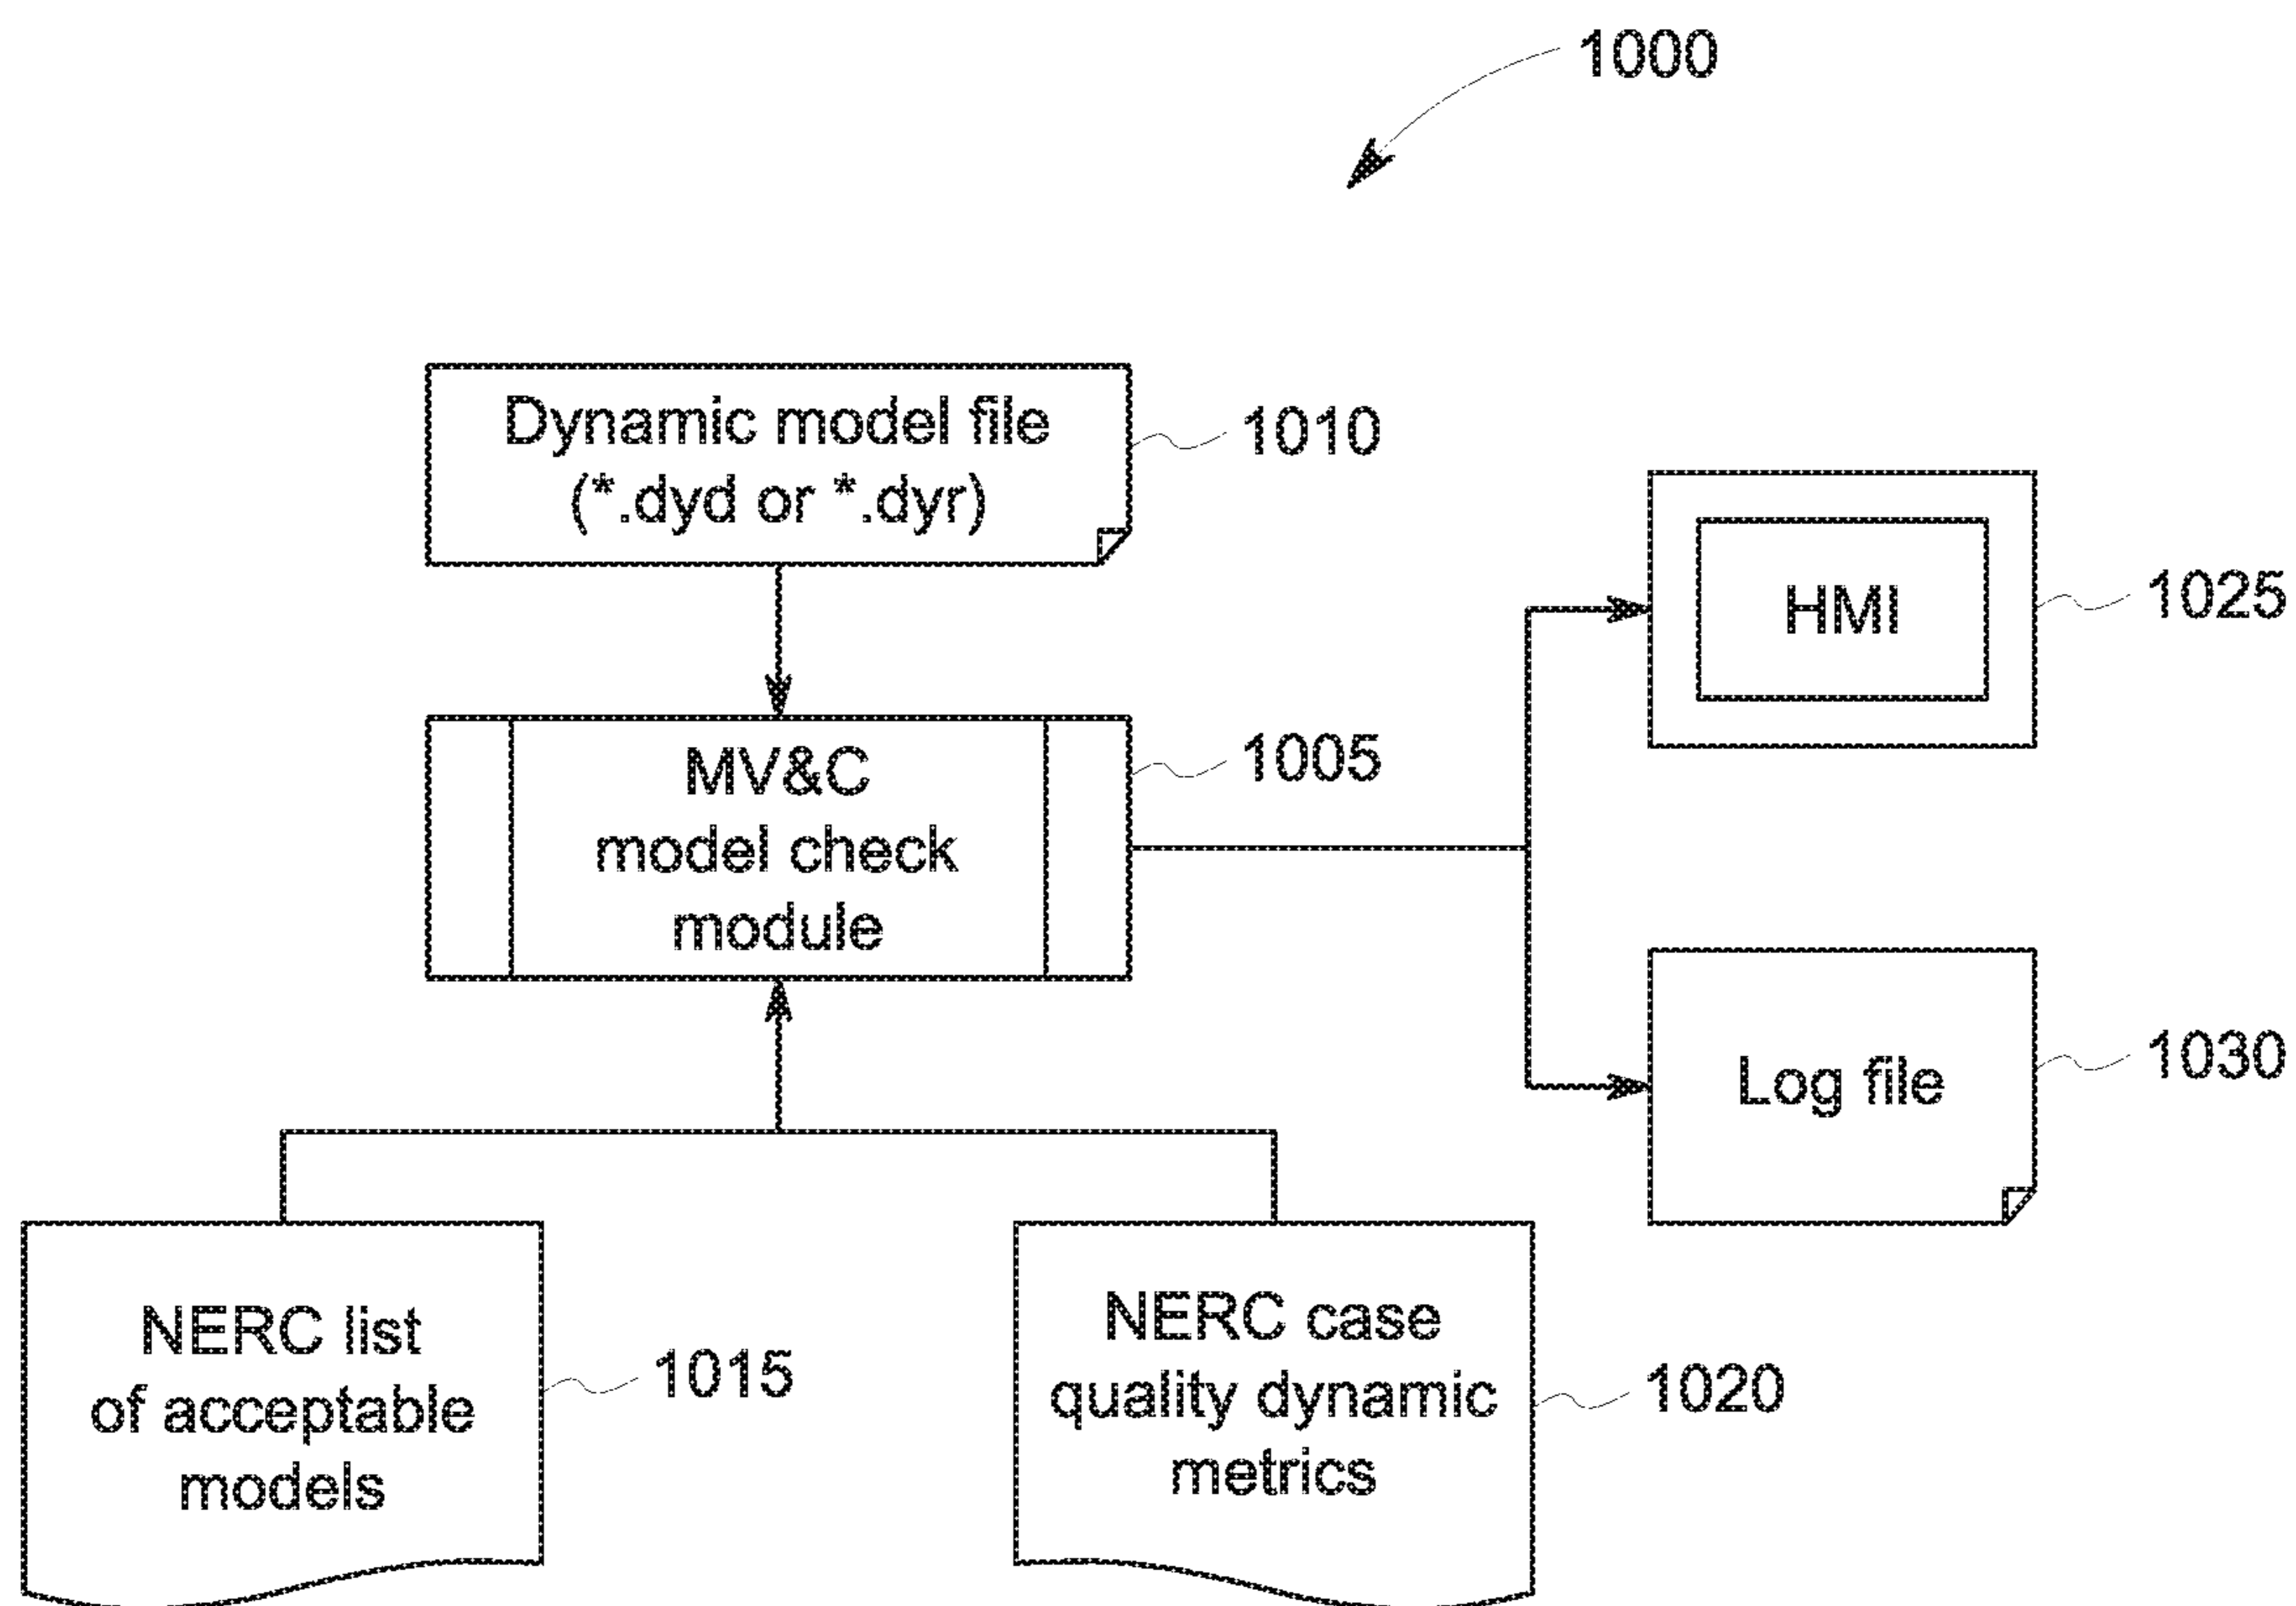 1000
Dynamic model file
(*.dyd or *.dyr)
1010
HMI
1025
MV&C
model check
module
1005
Log file
1030
NERC list
of acceptable
models
1015
NERC case
quality dynamic
metrics
1020